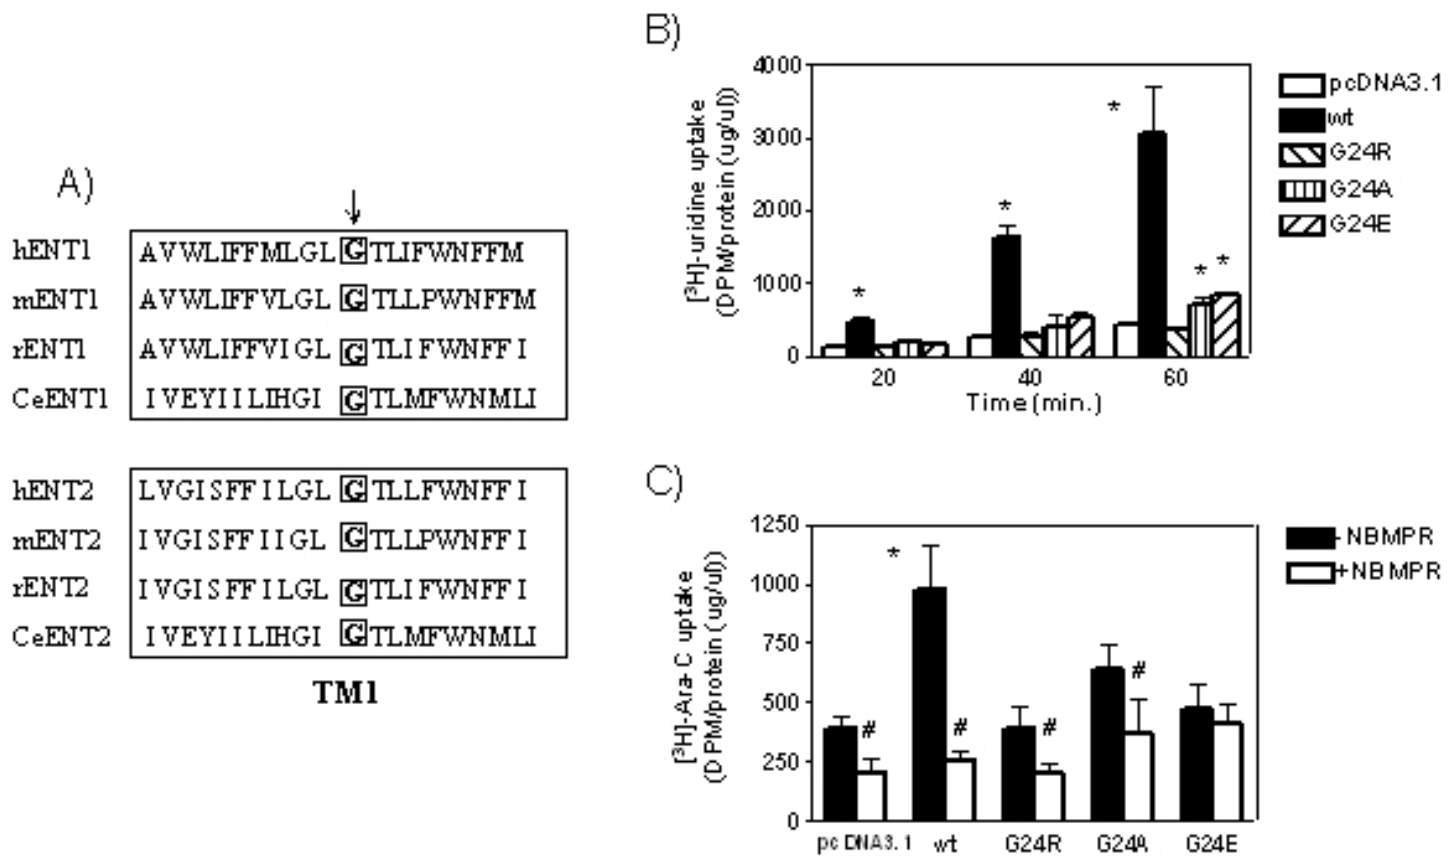 A)
hENT1 AVWLIFFMLGL G TLIFWNFFM
mENT1 AVWLIFFVLGL G TLLPWNFFM
rENT1 AVWLIFFVIGL G TLIFWNFFI
CeENT1 IVEYIILIHGI G TLMFWNMLI
hENT2 LVGISFFILGL G TLLFWNFFI
mENT2 IVGISFFIIGL G TLLPWNFFI
rENT2 IVGISFFILGL G TLIFWNFFI
CeENT2 IVEYIILIHGI G TLMFWNMLI
TM1
B)
[³H]-uridine uptake
(DPM/protein (ug/ul))
4000
3000
2000
1000
0
*
*
*
*
*
20
40
60
Time (min.)
pcDNA3.1
wt
G24R
G24A
G24E
C)
[³H]-Ara-C uptake
(DPM/protein (ug/ul))
1250
1000
750
500
250
0
*
#
#
#
#
pcDNA3.1
wt
G24R
G24A
G24E
-NBMPR
+NBMPR